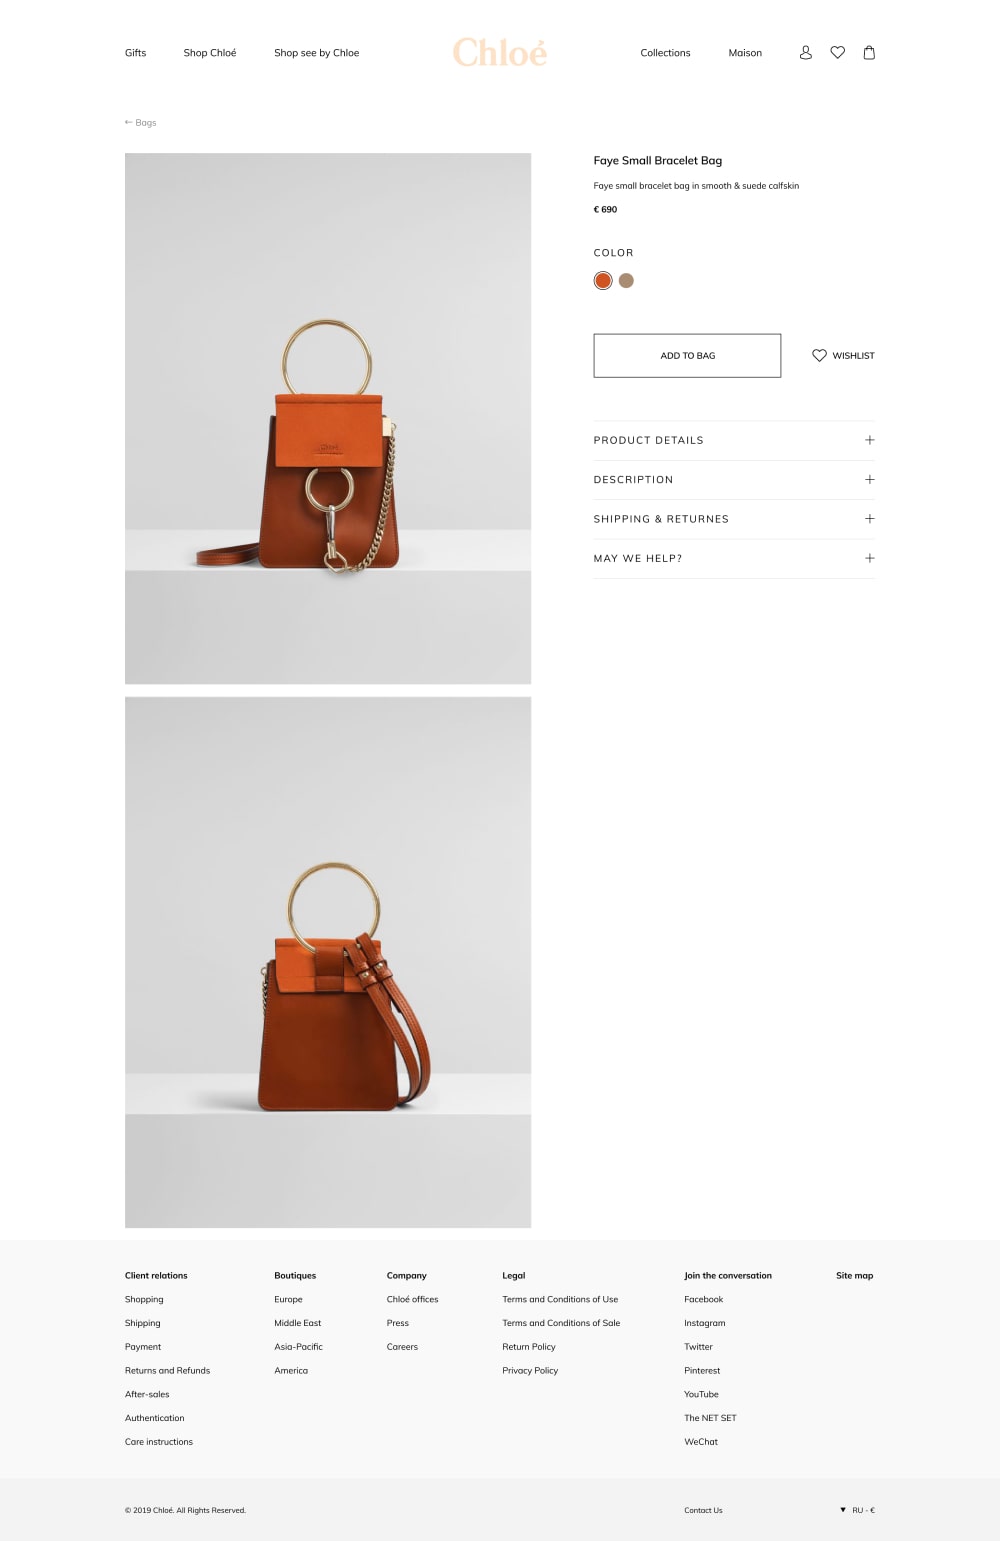 Gifts Shop Chloé Shop see by Chloe Chloé Collections Maison
← Bags
Faye Small Bracelet Bag
Faye small bracelet bag in smooth & suede calfskin
€ 690
COLOR
ADD TO BAG WISHLIST
PRODUCT DETAILS
DESCRIPTION
SHIPPING & RETURNES
MAY WE HELP?
Client relations Boutiques Company Legal Join the conversation Site map
Shopping Europe Chloé offices Terms and Conditions of Use Facebook
Shipping Middle East Press Terms and Conditions of Sale Instagram
Payment Asia-Pacific Careers Return Policy Twitter
Returns and Refunds America Privacy Policy Pinterest
After-sales YouTube
Authentication The NET SET
Care instructions WeChat
© 2019 Chloé. All Rights Reserved. Contact Us ▼ RU - €